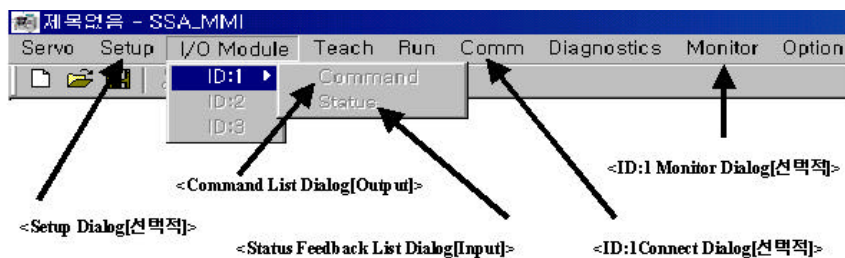 제목없음 - SSA_MMI
Servo Setup I/O Module Teach Run Comm Diagnostics Monitor Option
ID:1 Command
ID:2 Status
ID:3
<ID:1 Monitor Dialog[선택적]>
<Command List Dialog[Output]>
<Setup Dialog[선택적]>
<Status Feedback List Dialog[Input]> <ID:1Connect Dialog[선택적]>